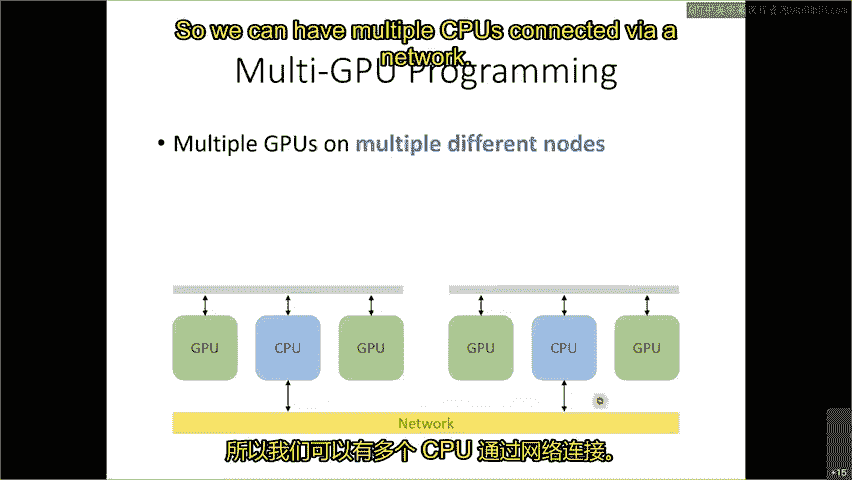 So we can have multiple CPUs connected via a
network.
Multi-GPU Programming
• Multiple GPUs on multiple different nodes
GPU CPU GPU GPU CPU GPU
Network
所以我们可以有多个 CPU 通过网络连接。
+15